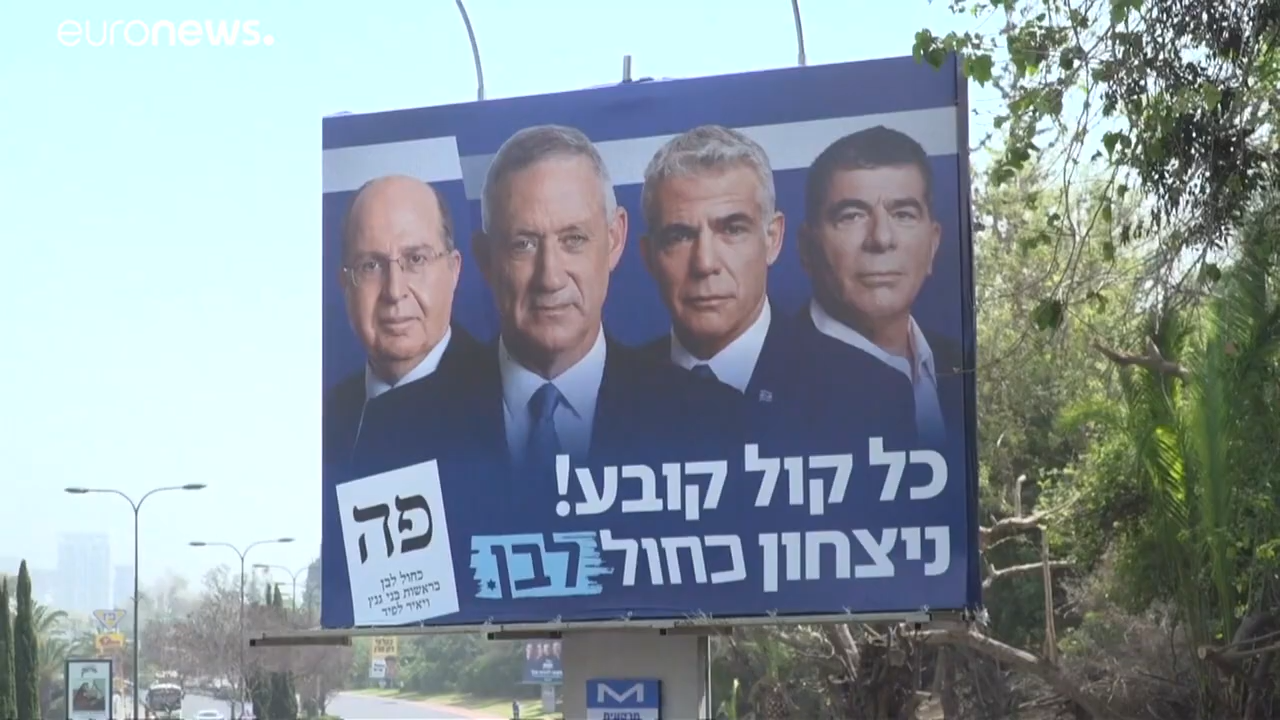 euronews.
כל קול קובע!
ניצחון כחול לבן
פה
כחול לבן
בראשות בני גנץ
ויאיר לפיד
M